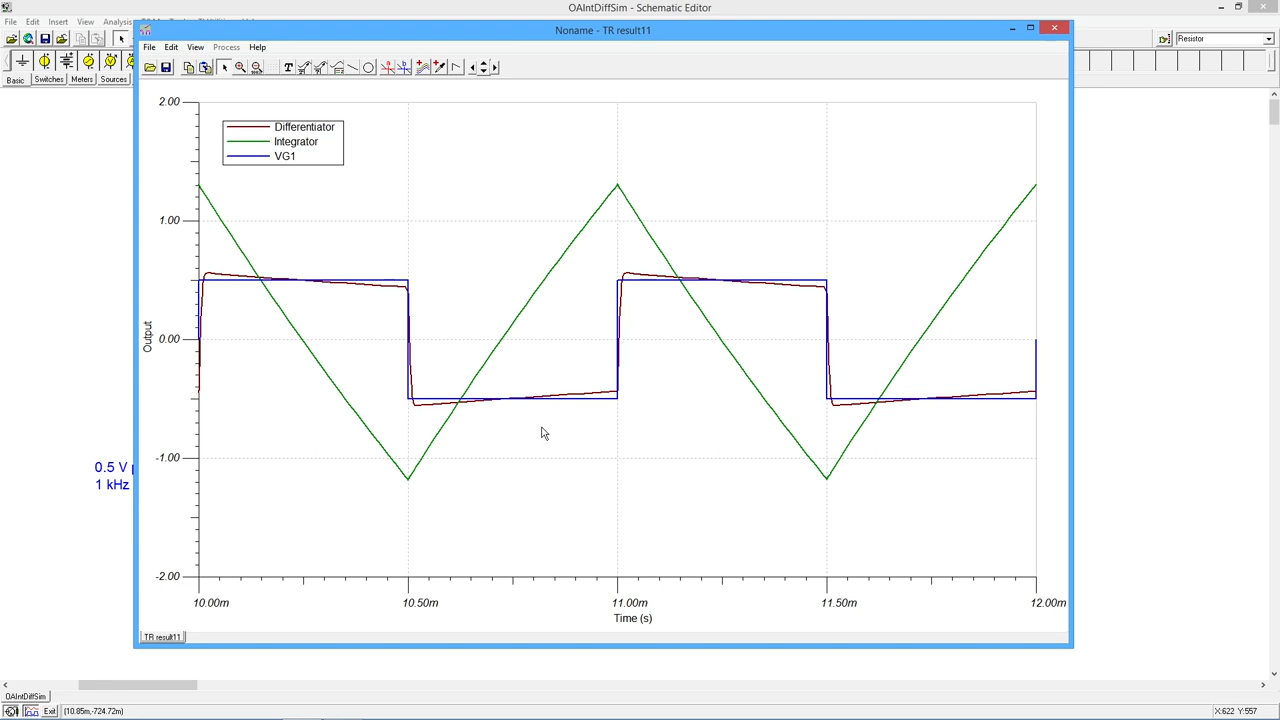 OAIntDiffSim - Schematic Editor
File Edit Insert View Analysis
Noname - TR result11
File Edit View Process Help
Resistor
Basic Switches Meters Sources
2.00
Differentiator
Integrator
VG1
1.00
0.00
-1.00
-2.00
Output
10.00m 10.50m 11.00m 11.50m 12.00m
Time (s)
0.5 V
1 kHz
TR result11
OAIntDiffSim
Exit (10.85m,-724.72m) X:622 Y:557